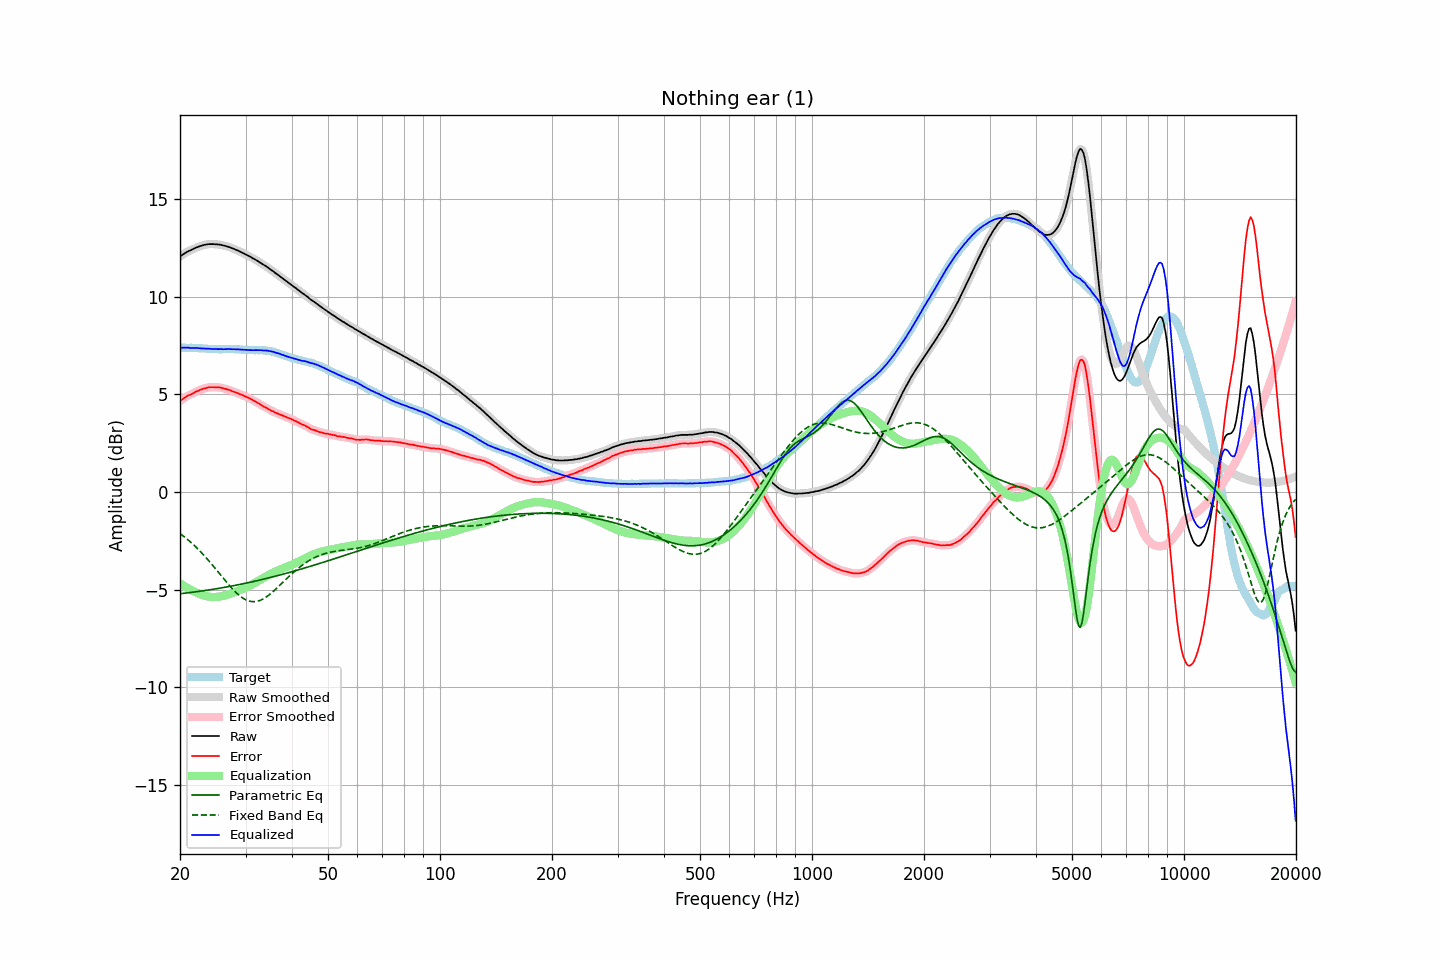 Nothing ear (1)
Amplitude (dBr)
15
10
5
0
−5
−10
−15
Target
Raw Smoothed
Error Smoothed
Raw
Error
Equalization
Parametric Eq
Fixed Band Eq
Equalized
20 50 100 200 500 1000 2000 5000 10000 20000
Frequency (Hz)